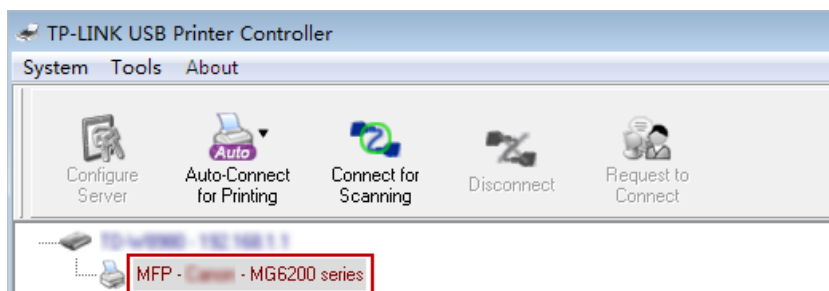 TP-LINK USB Printer Controller
System Tools About
Auto
Configure Server
Auto-Connect for Printing
Connect for Scanning
Disconnect
Request to Connect
MFP - - MG6200 series